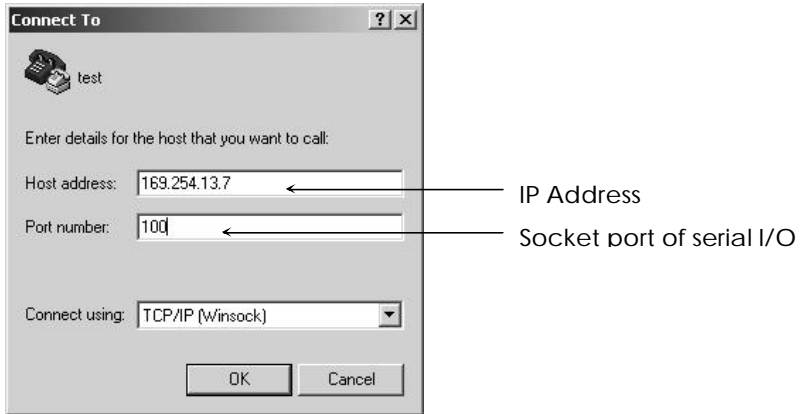 Connect To
test
Enter details for the host that you want to call:
Host address: 169.254.13.7
IP Address
Port number: 100
Socket port of serial I/O
Connect using: TCP/IP (Winsock)
OK Cancel